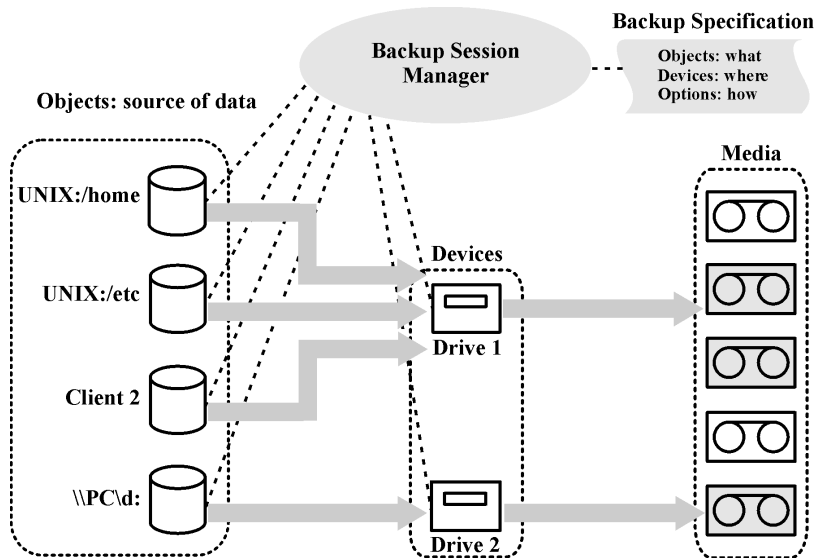 Backup Specification
Backup Session
Manager
Objects: what
Devices: where
Options: how
Objects: source of data
Media
UNIX:/home
Devices
UNIX:/etc
Drive 1
Client 2
\\PC\d:
Drive 2